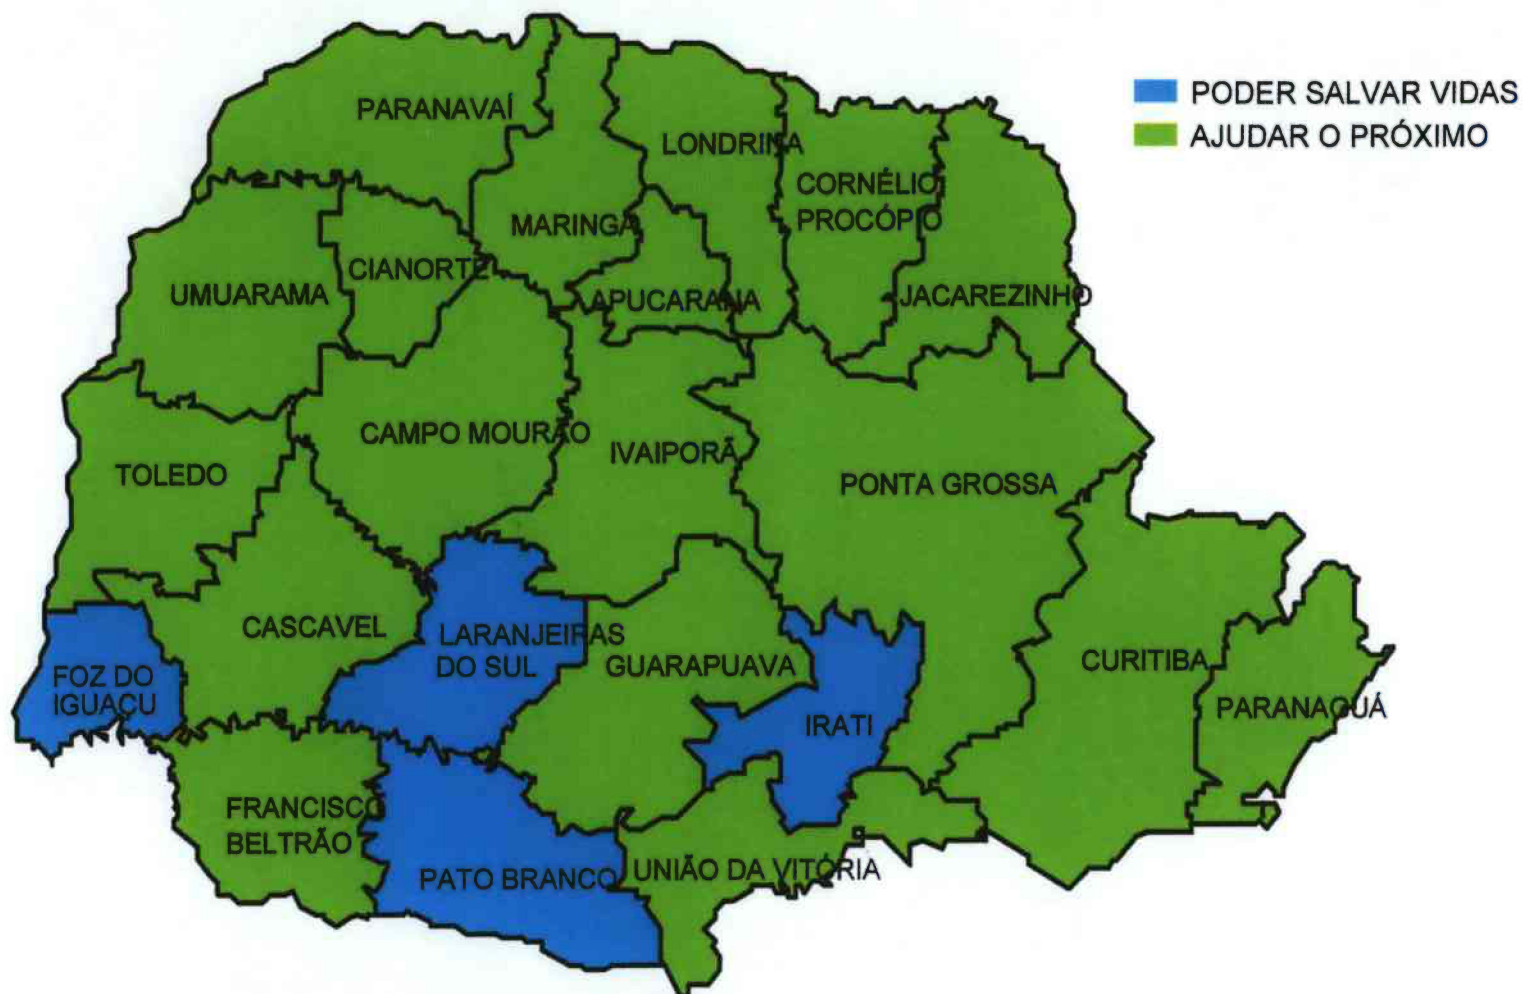 PARANAVAÍ
PODER SALVAR VIDAS
AJUDAR O PRÓXIMO
LONDRINA
CORNÉLIO
PROCÓPIO
MARINGA
CIANORTE
UMUARAMA
APUCARANA
JACAREZINHO
CAMPO MOURÃO
IVAIPORÃ
TOLEDO
PONTA GROSSA
CASCAVEL
LARANJEIRAS
DO SUL
GUARAPUAVA
CURITIBA
FOZ DO
IGUAÇU
IRATI
PARANAGUÁ
FRANCISCO
BELTRÃO
PATO BRANCO
UNIÃO DA VITÓRIA